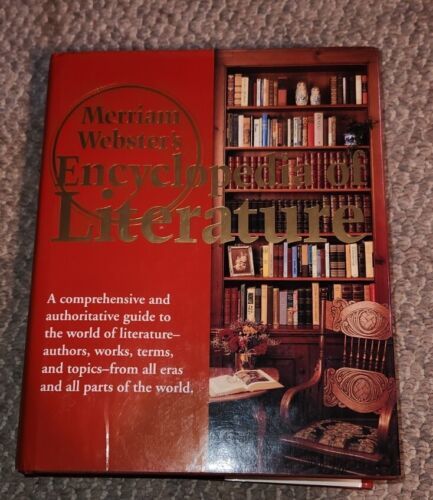 Merriam
Webster's
Encyclopedia of
Literature
A comprehensive and
authoritative guide to
the world of literature–
authors, works, terms,
and topics–from all eras
and all parts of the world.